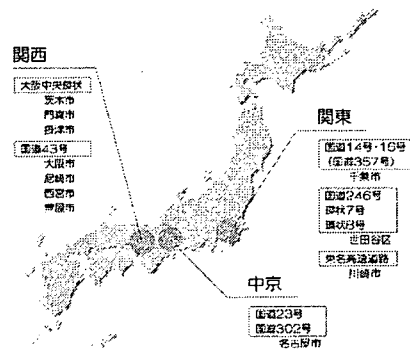 関西
大阪中央環状
茨木市
門真市
摂津市
国道43号
大阪市
尼崎市
西宮市
芦屋市
関東
国道14号・16号
(国道357号)
千葉市
国道246号
環状7号
環状8号
世田谷区
東名高速道路
川崎市
中京
国道23号
国道302号
名古屋市